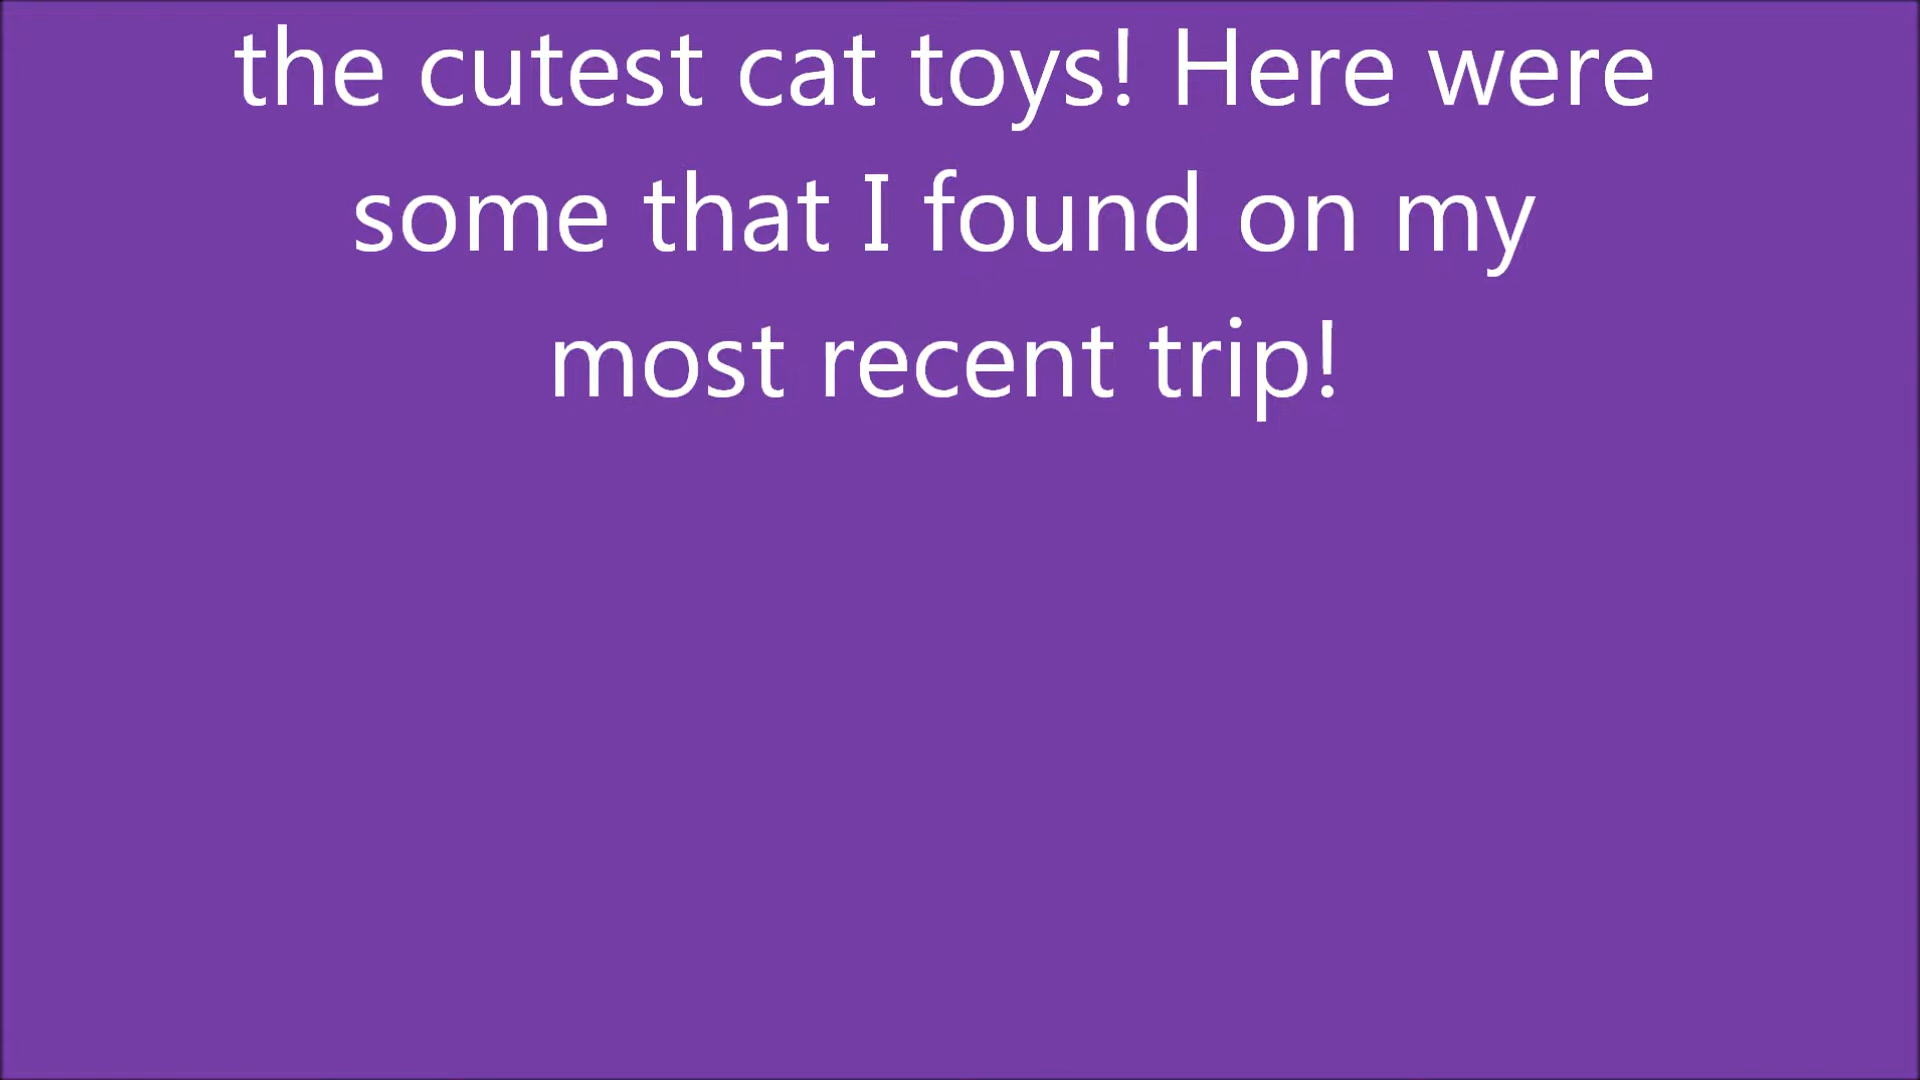 the cutest cat toys! Here were
some that I found on my
most recent trip!